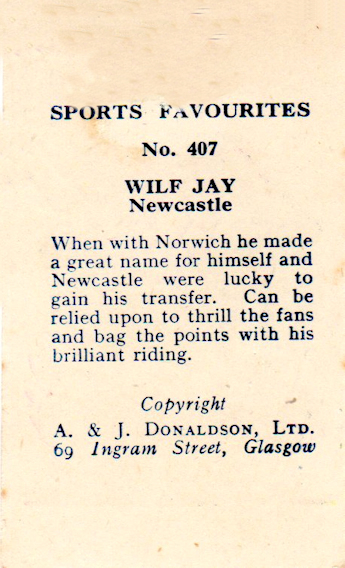 SPORTS FAVOURITES
No. 407
WILF JAY
Newcastle
When with Norwich he made
a great name for himself and
Newcastle were lucky to
gain his transfer. Can be
relied upon to thrill the fans
and bag the points with his
brilliant riding.
Copyright
A. & J. DONALDSON, LTD.
69 Ingram Street, Glasgow